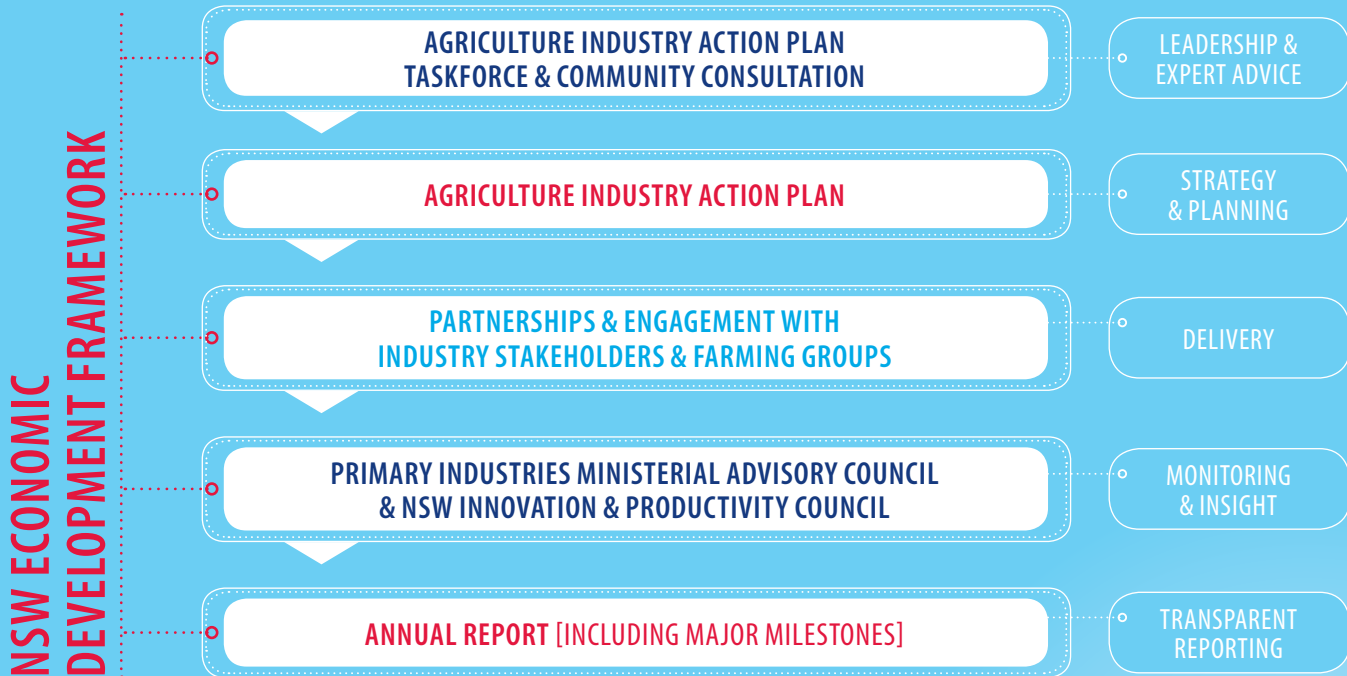 NSW ECONOMIC
DEVELOPMENT FRAMEWORK
AGRICULTURE INDUSTRY ACTION PLAN
TASKFORCE & COMMUNITY CONSULTATION
LEADERSHIP &
EXPERT ADVICE
AGRICULTURE INDUSTRY ACTION PLAN
STRATEGY
& PLANNING
PARTNERSHIPS & ENGAGEMENT WITH
INDUSTRY STAKEHOLDERS & FARMING GROUPS
DELIVERY
PRIMARY INDUSTRIES MINISTERIAL ADVISORY COUNCIL
& NSW INNOVATION & PRODUCTIVITY COUNCIL
MONITORING
& INSIGHT
ANNUAL REPORT [INCLUDING MAJOR MILESTONES]
TRANSPARENT
REPORTING